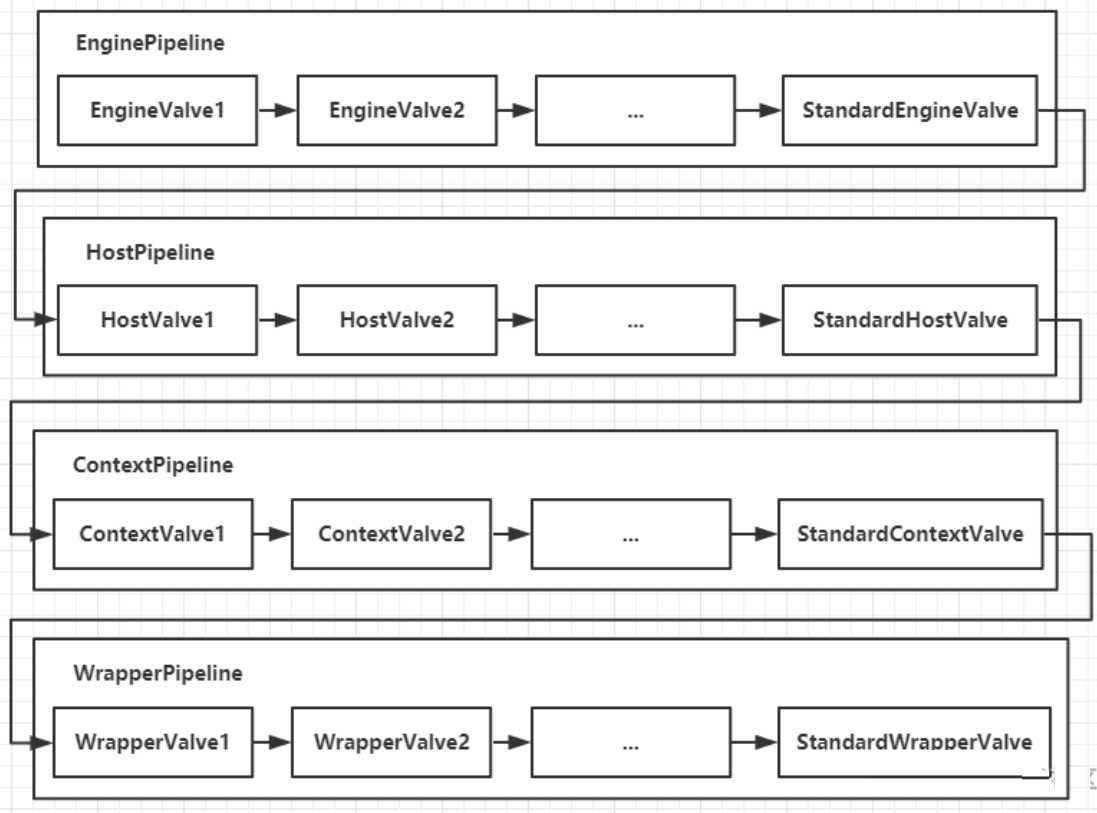 EnginePipeline
EngineValve1 EngineValve2 ... StandardEngineValve
HostPipeline
HostValve1 HostValve2 ... StandardHostValve
ContextPipeline
ContextValve1 ContextValve2 ... StandardContextValve
WrapperPipeline
WrapperValve1 WrapperValve2 ... StandardWrapperValve